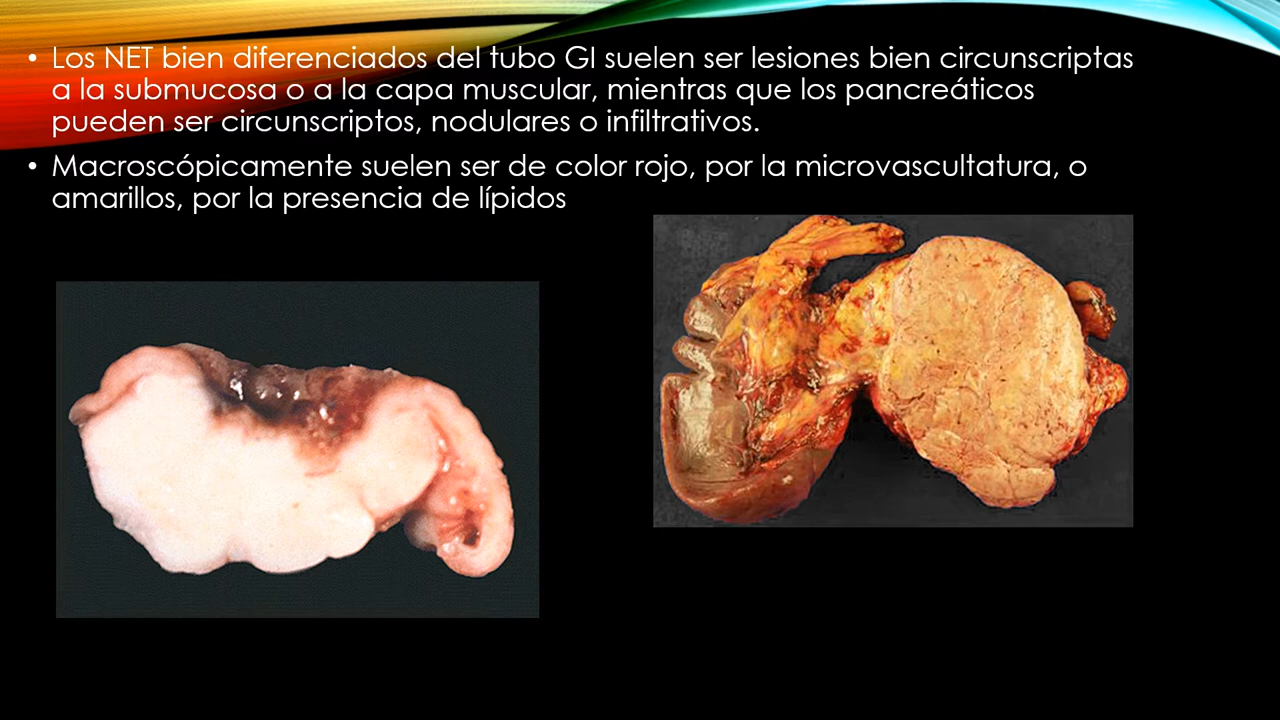 • Los NET bien diferenciados del tubo GI suelen ser lesiones bien circunscriptas
a la submucosa o a la capa muscular, mientras que los pancreáticos
pueden ser circunscriptos, nodulares o infiltrativos.
• Macroscópicamente suelen ser de color rojo, por la microvascultatura, o
amarillos, por la presencia de lípidos